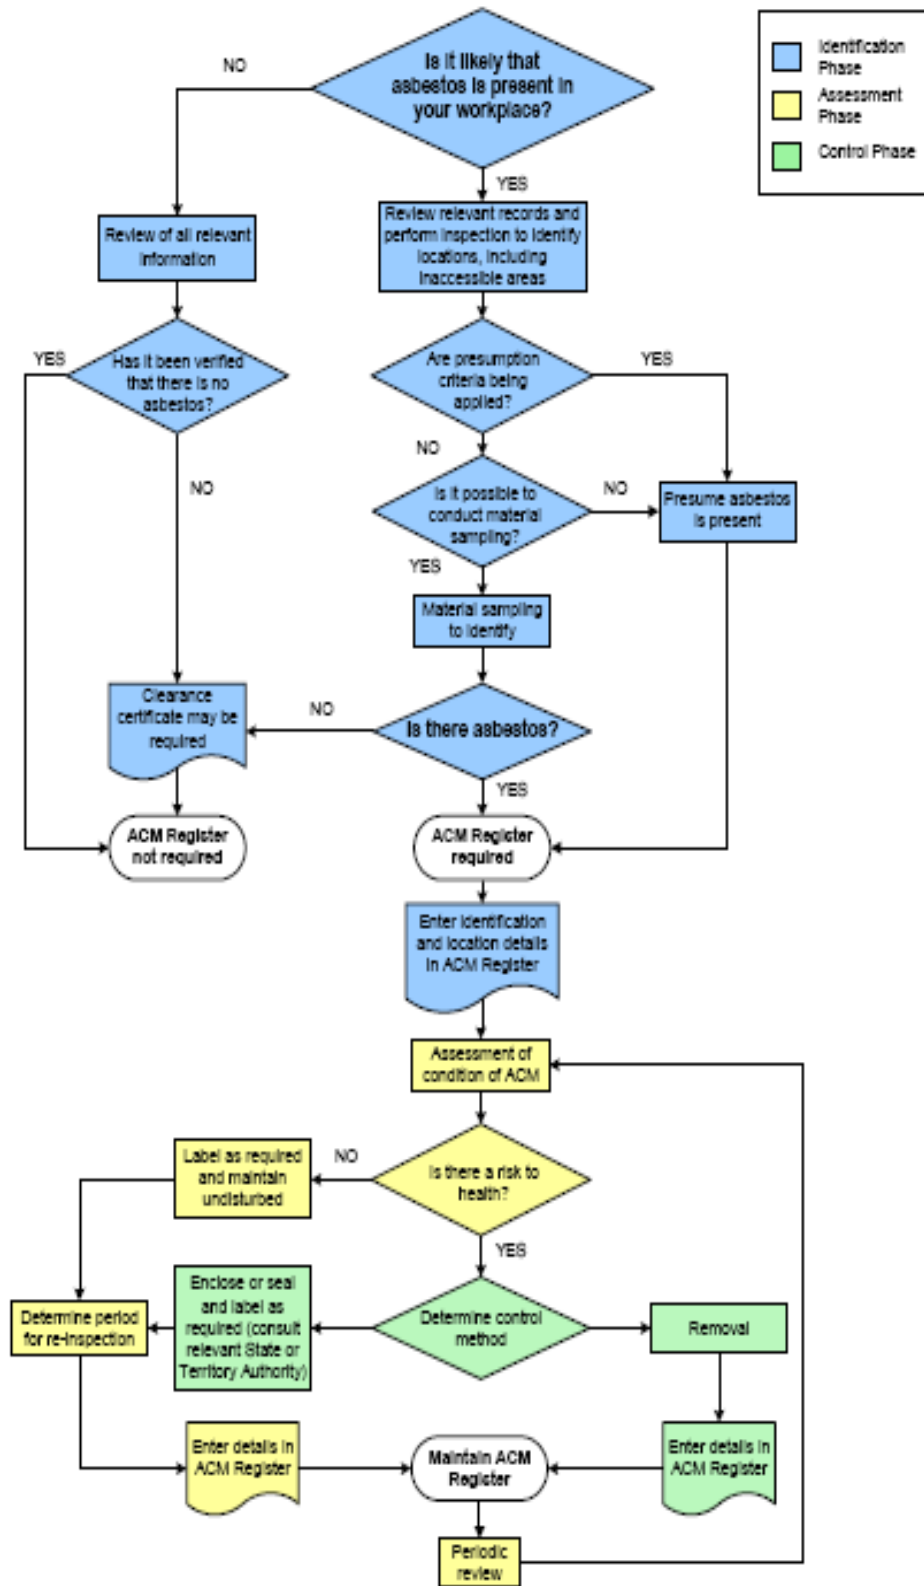 Is it likely that
asbestos is present in
your workplace?
NO
YES
Identification
Phase
Assessment
Phase
Control Phase
Review of all relevant
information
Review relevant records and
perform inspection to identify
locations, including
inaccessible areas
YES
Has it been verified
that there is no
asbestos?
NO
Are presumption
criteria being
applied?
YES
NO
Is it possible to
conduct material
sampling?
NO
YES
Presume asbestos
is present
Material sampling
to identify
Clearance
certificate may be
required
NO
Is there asbestos?
YES
ACM Register
not required
ACM Register
required
Enter identification
and location details
in ACM Register
Assessment of
condition of ACM
Label as required
and maintain
undisturbed
NO
Is there a risk to
health?
YES
Determine period
for re-inspection
Enclose or seal
and label as
required (consult
relevant State or
Territory Authority)
Determine control
method
Removal
Enter details in
ACM Register
Maintain ACM
Register
Enter details in
ACM Register
Periodic
review